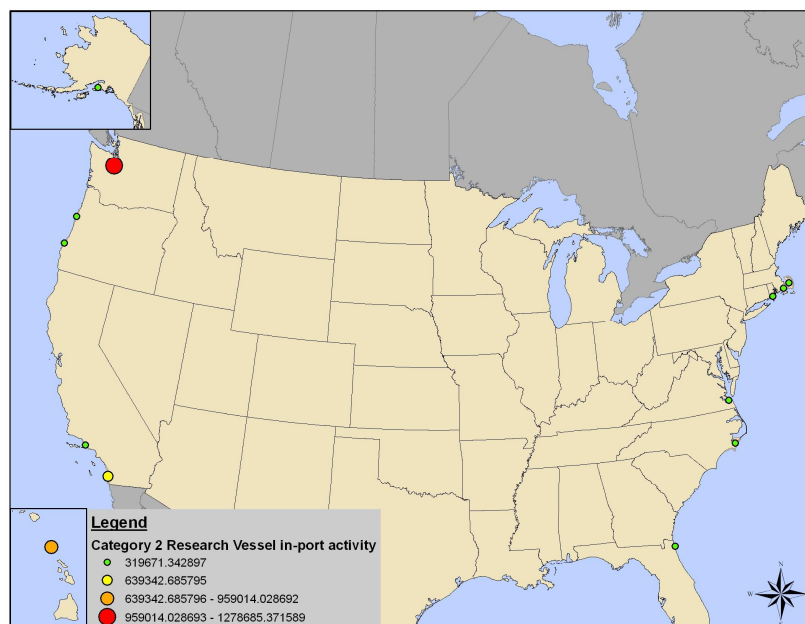 Legend
Category 2 Research Vessel in-port activity
319671.342897
639342.685795
639342.685796 - 959014.028692
959014.028693 - 1278685.371589
N
W